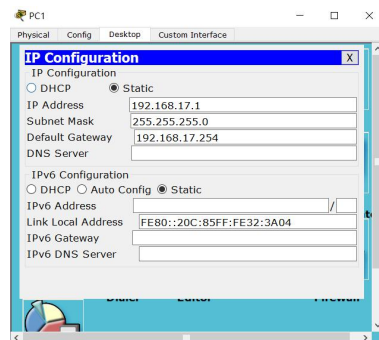 PC1
Physical Config Desktop Custom Interface
IP Configuration X
IP Configuration
DHCP Static
IP Address 192.168.17.1
Subnet Mask 255.255.255.0
Default Gateway 192.168.17.254
DNS Server
IPv6 Configuration
DHCP Auto Config Static
IPv6 Address /
Link Local Address FE80::20C:85FF:FE32:3A04
IPv6 Gateway
IPv6 DNS Server